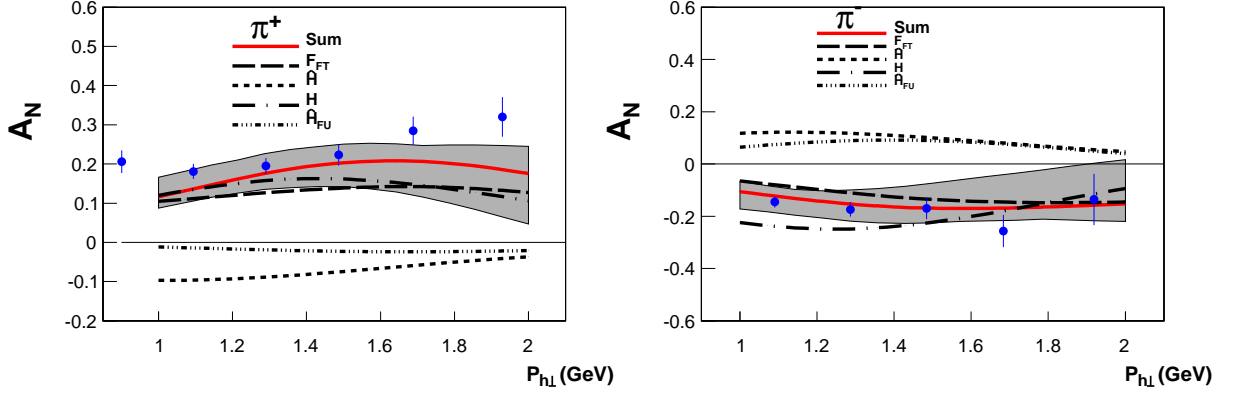 π⁺
Sum
F_FT
Ĥ
H
Ĥ_FU
A_N
0.6
0.5
0.4
0.3
0.2
0.1
0
-0.1
-0.2
1
1.2
1.4
1.6
1.8
2
P_h⊥ (GeV)
π⁻
Sum
F_FT
Ĥ
H
Ĥ_FU
A_N
0.6
0.4
0.2
0
-0.2
-0.4
-0.6
1
1.2
1.4
1.6
1.8
2
P_h⊥ (GeV)